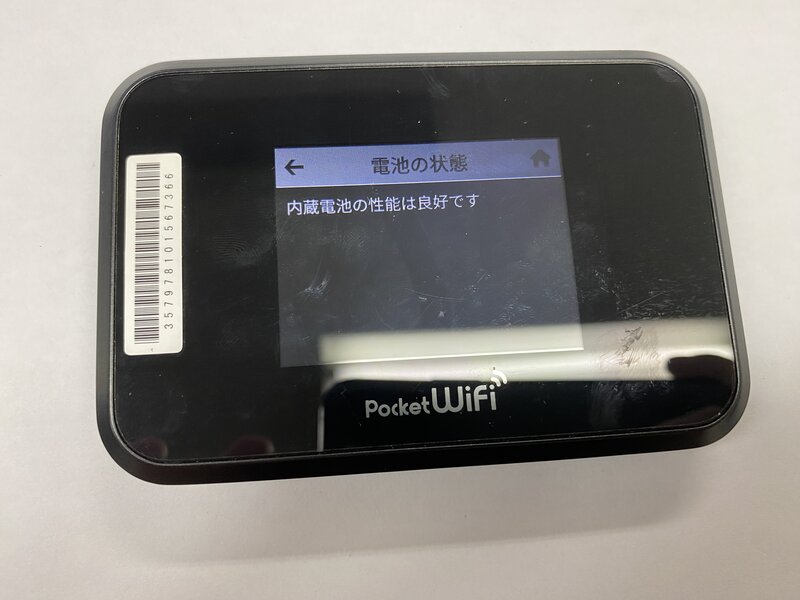 電池の状態
内蔵電池の性能は良好です
357978101567366
Pocket WiFi